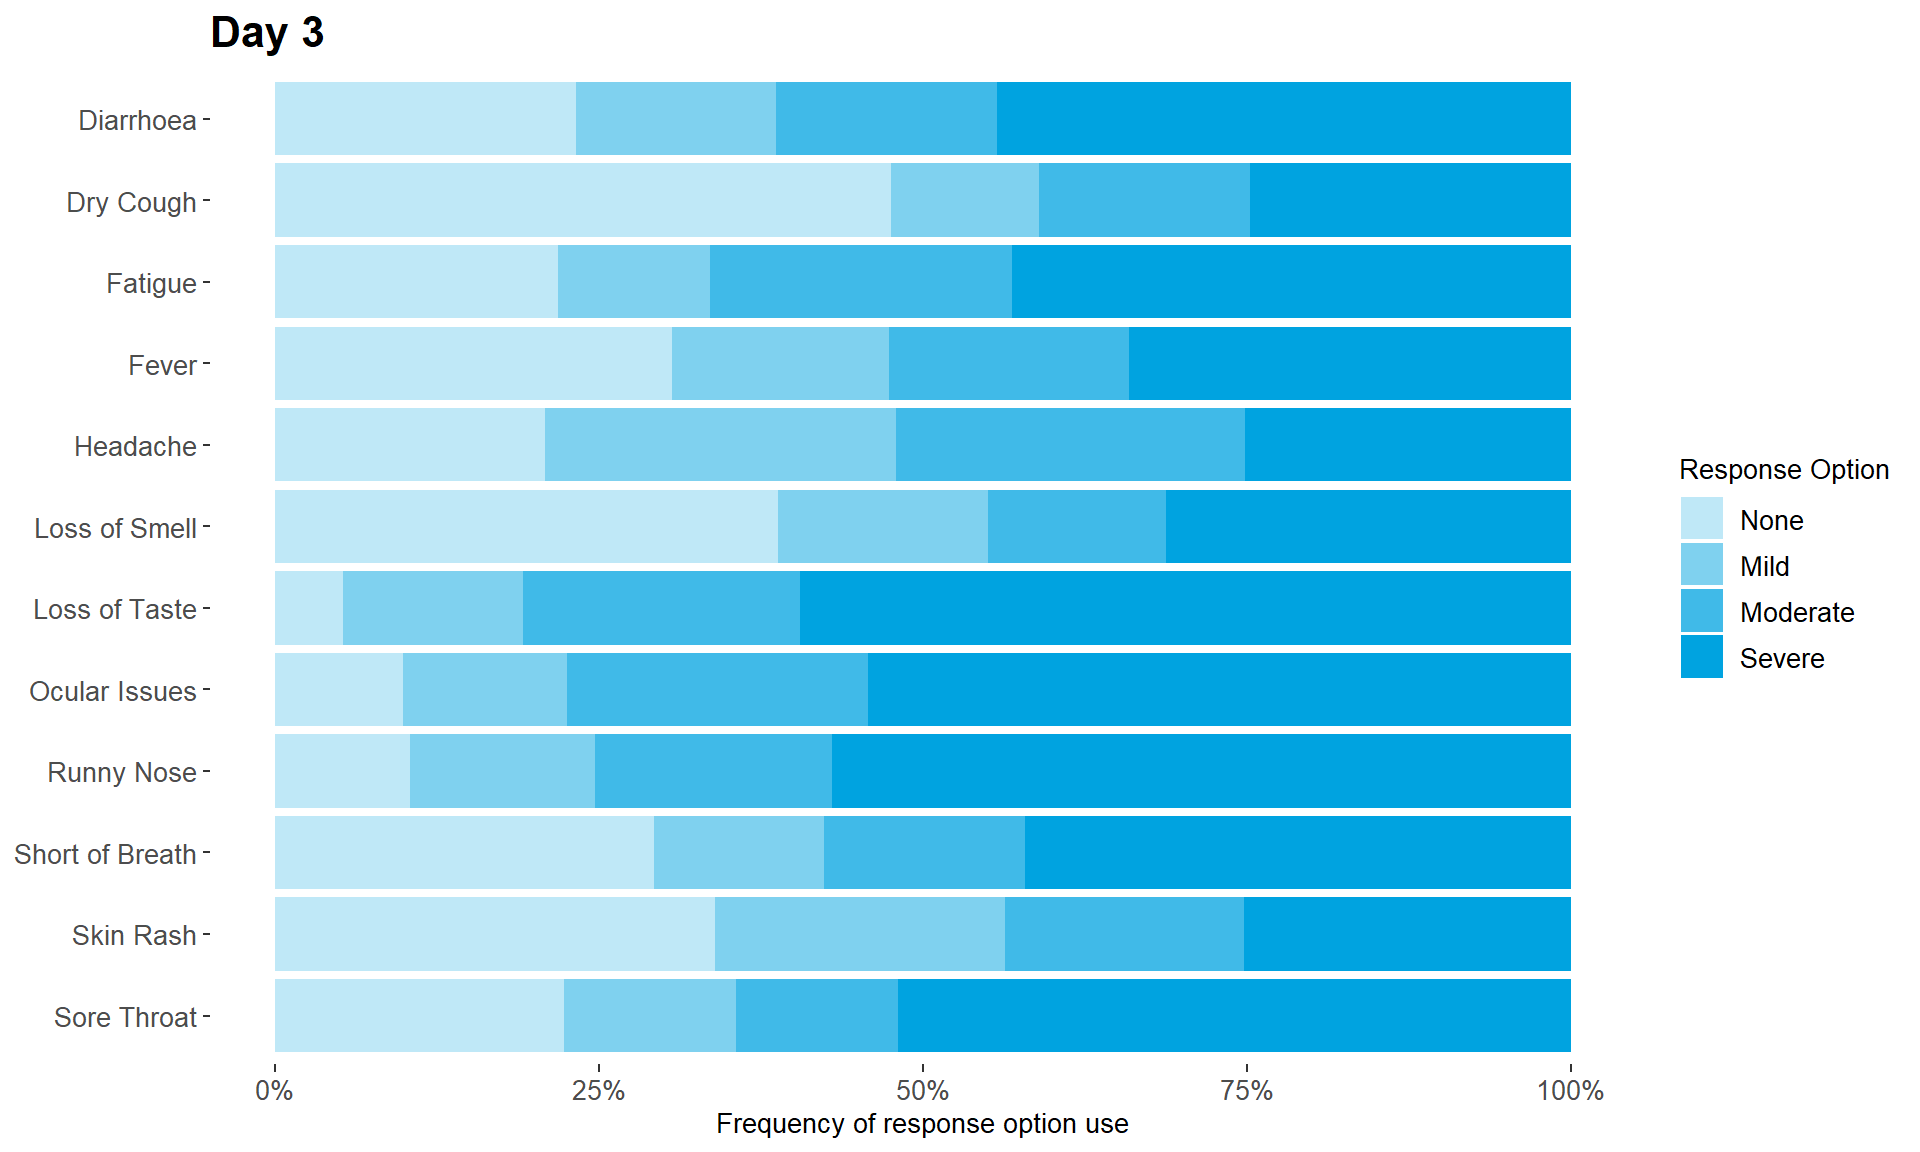 Day 3
Diarrhoea
Dry Cough
Fatigue
Fever
Headache
Loss of Smell
Loss of Taste
Ocular Issues
Runny Nose
Short of Breath
Skin Rash
Sore Throat
0% 25% 50% 75% 100%
Frequency of response option use
Response Option
None
Mild
Moderate
Severe